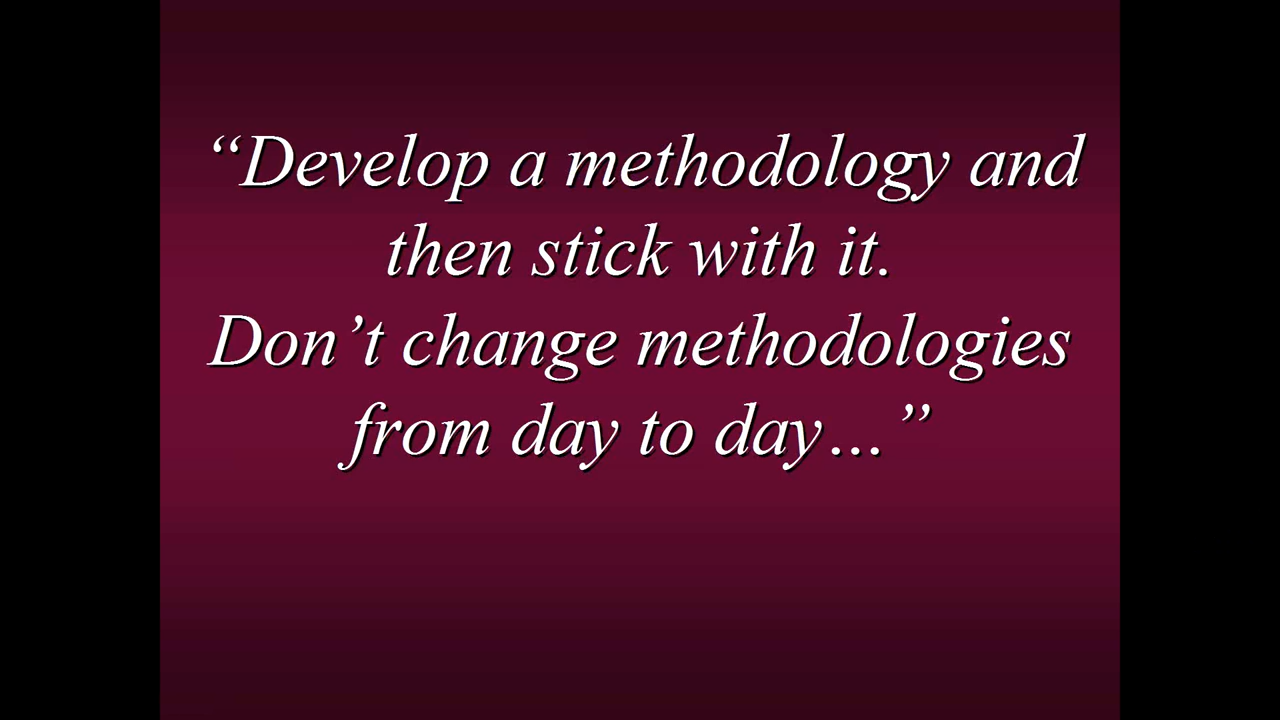 “Develop a methodology and
then stick with it.
Don’t change methodologies
from day to day…”